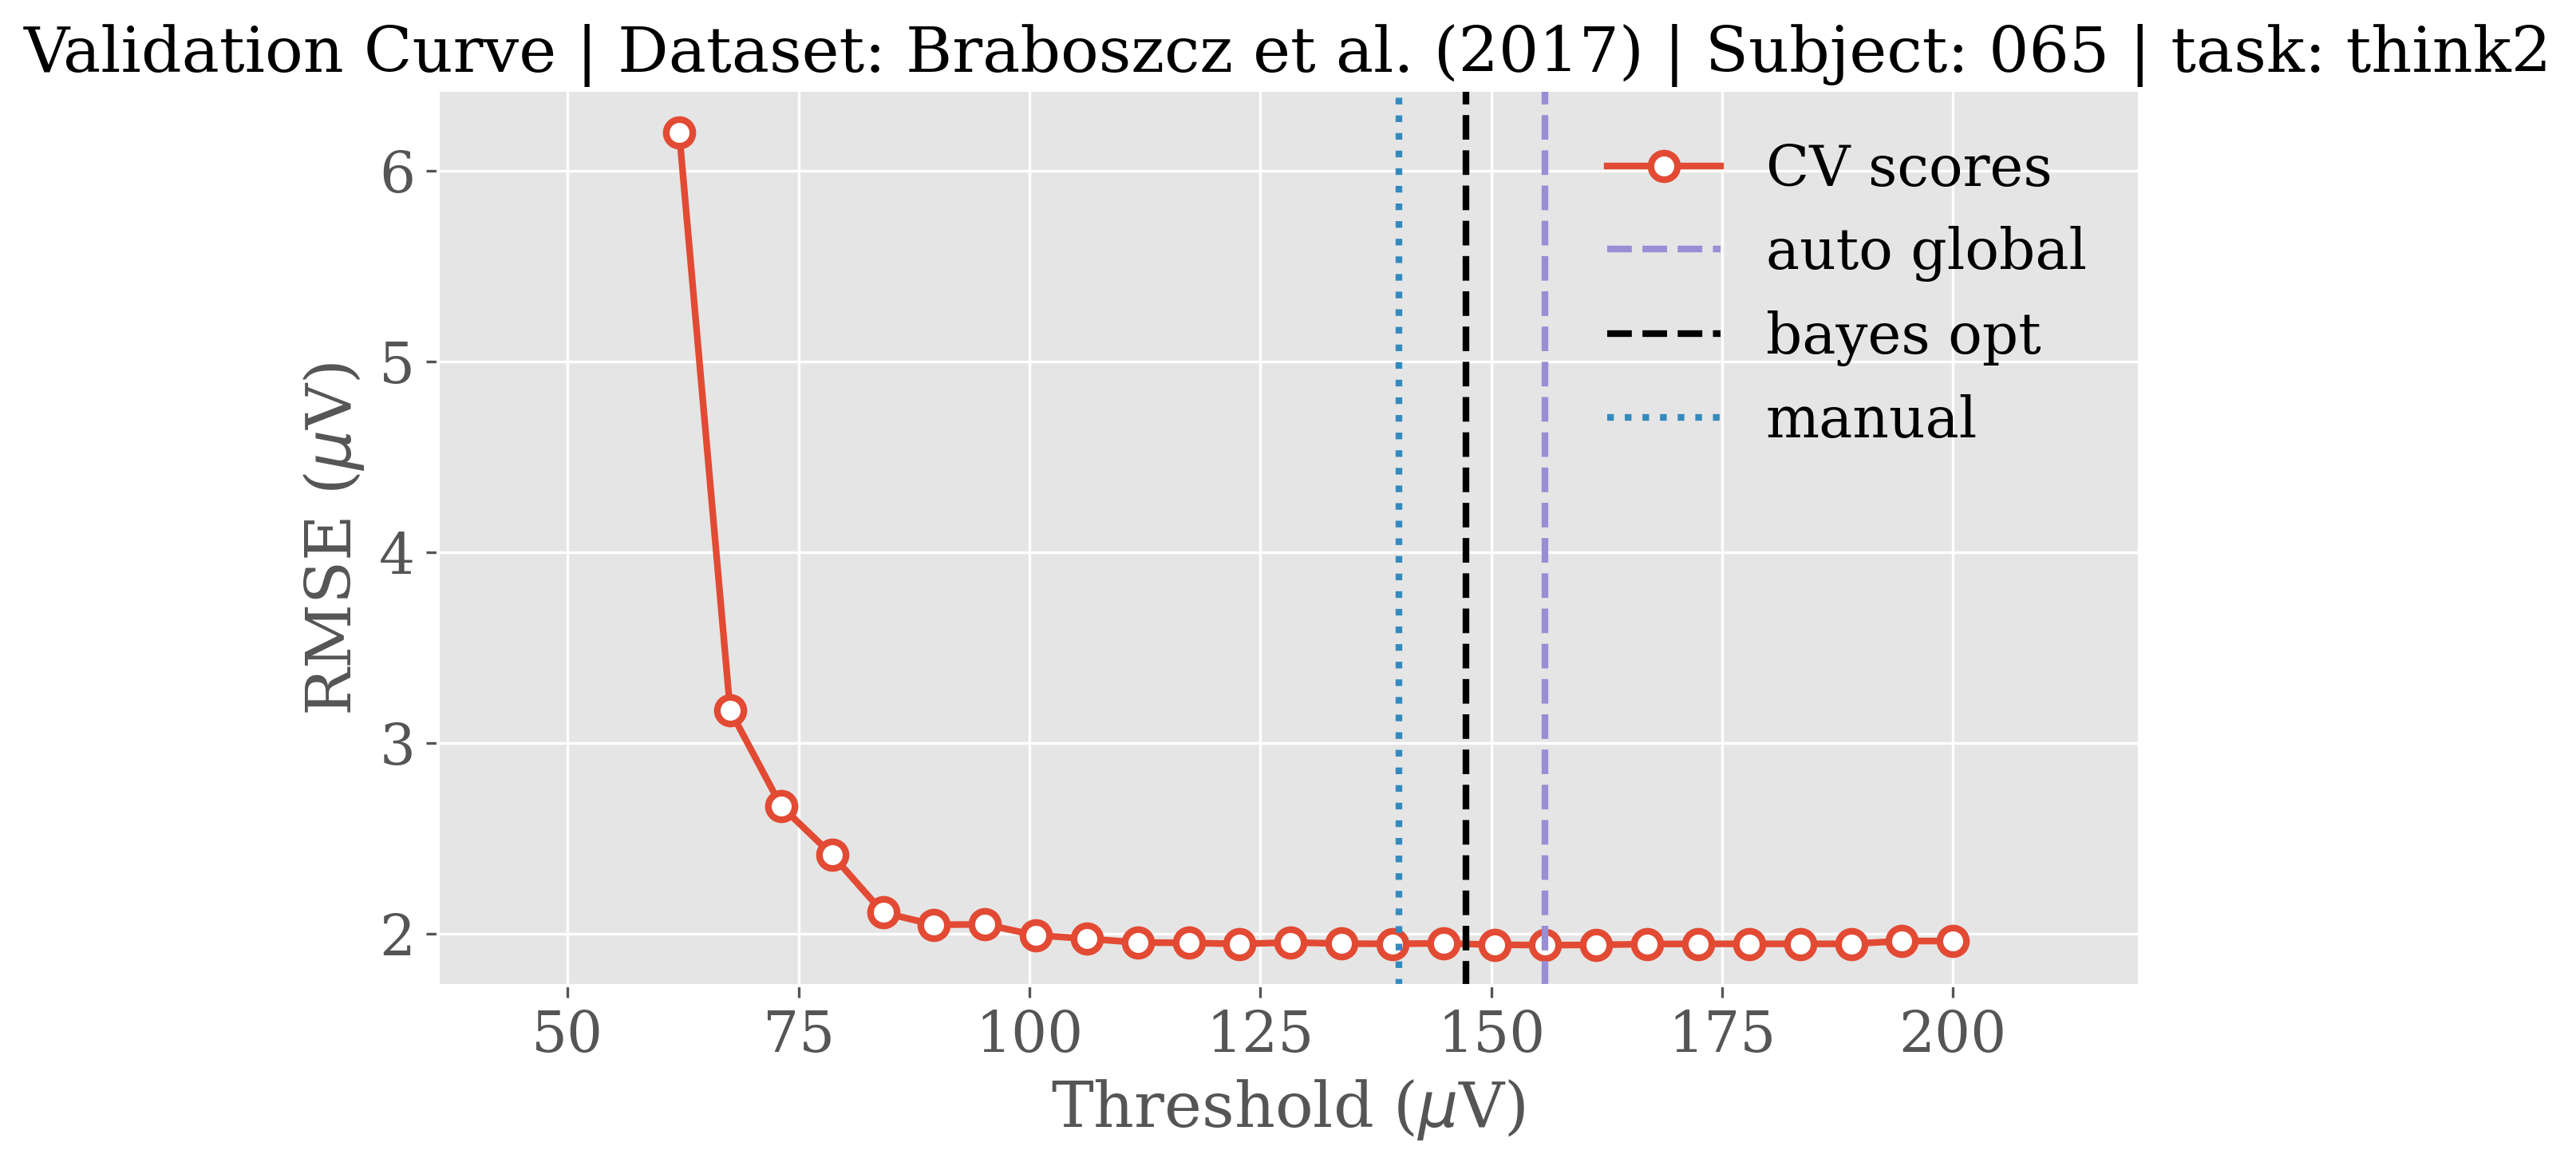 Validation Curve | Dataset: Braboszcz et al. (2017) | Subject: 065 | task: think2
CV scores
auto global
bayes opt
manual
RMSE (μV)
6
5
4
3
2
50 75 100 125 150 175 200
Threshold (μV)